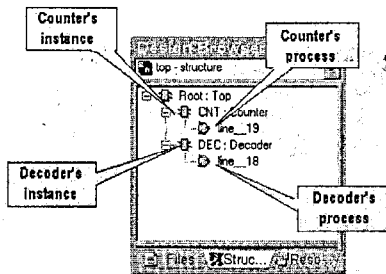 Counter's
instance
Counter's
process
top - structure
Root : Top
CNT : Counter
line__19
DEC : Decoder
line__18
Decoder's
instance
Decoder's
process
Files
Struc...
Reso